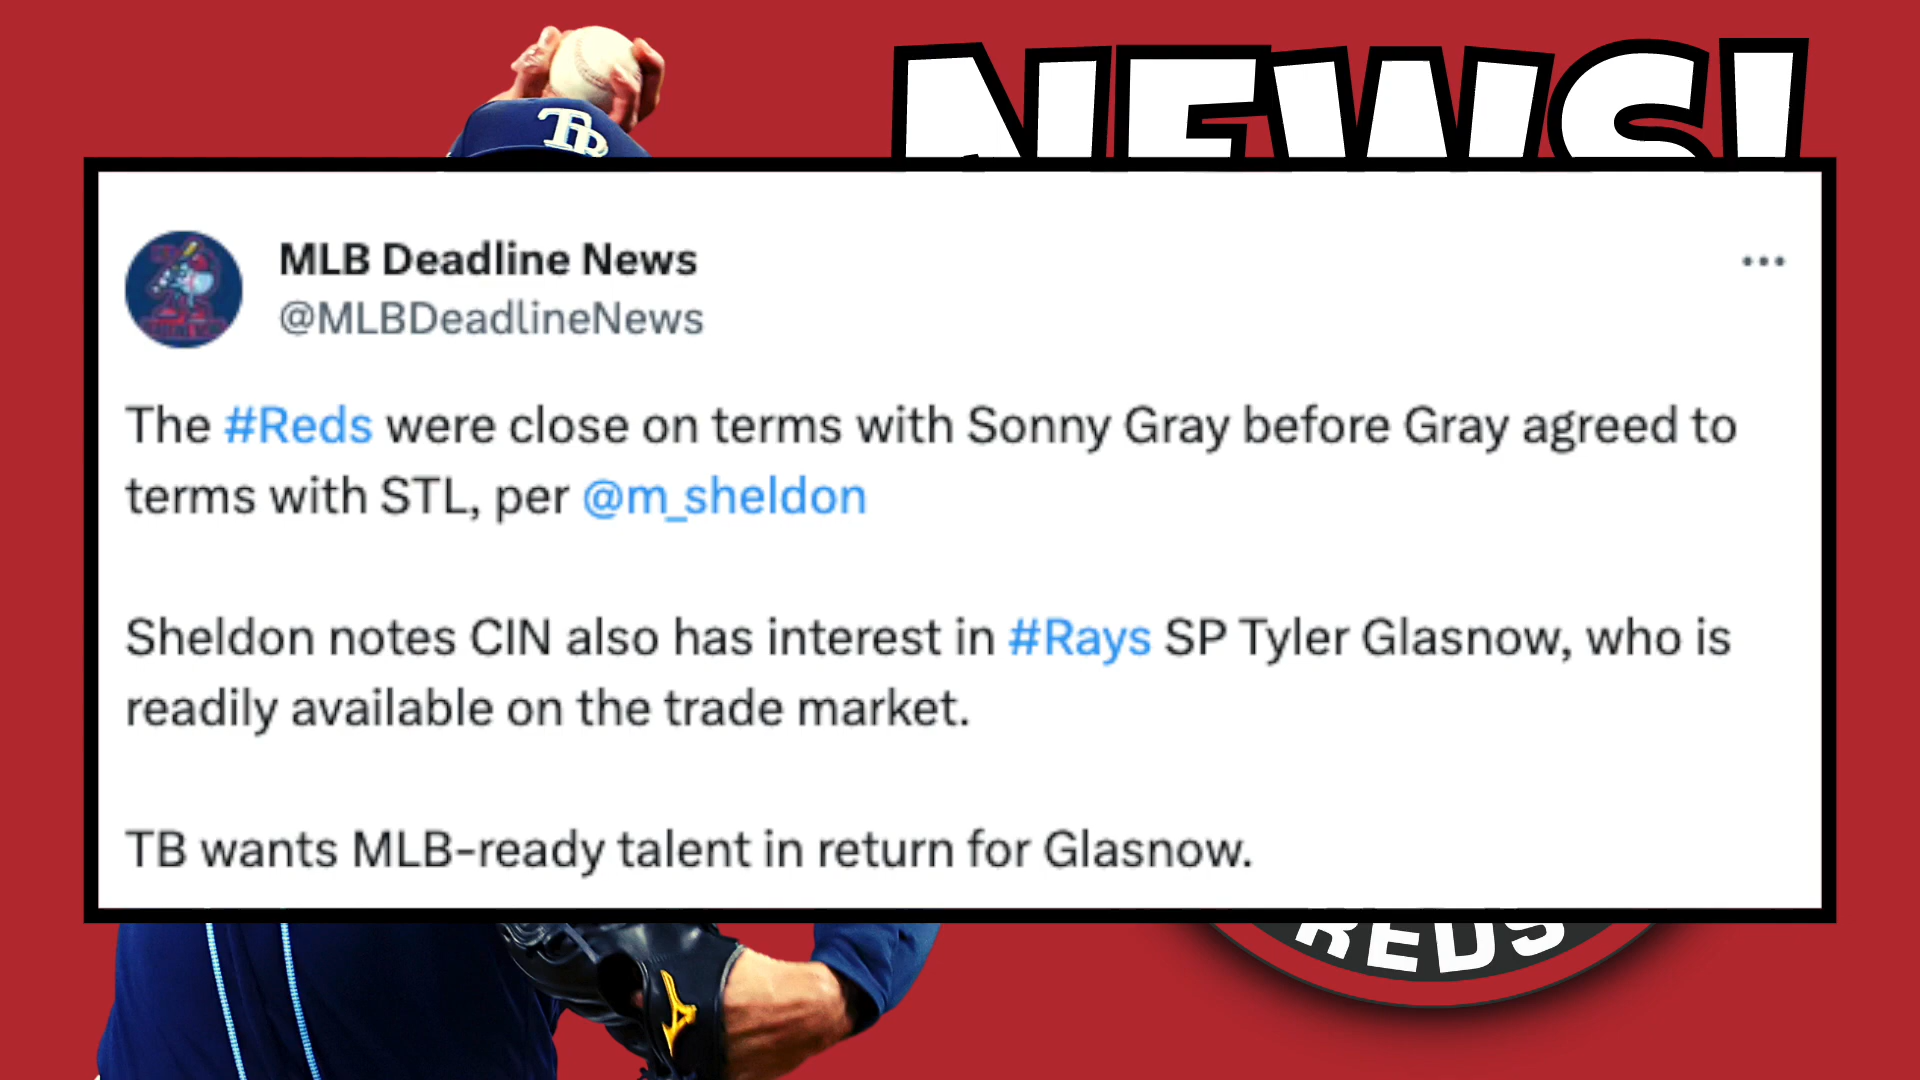 TB
NEWS!
MLB Deadline News
@MLBDeadlineNews
The #Reds were close on terms with Sonny Gray before Gray agreed to
terms with STL, per @m_sheldon
Sheldon notes CIN also has interest in #Rays SP Tyler Glasnow, who is
readily available on the trade market.
TB wants MLB-ready talent in return for Glasnow.
REDS